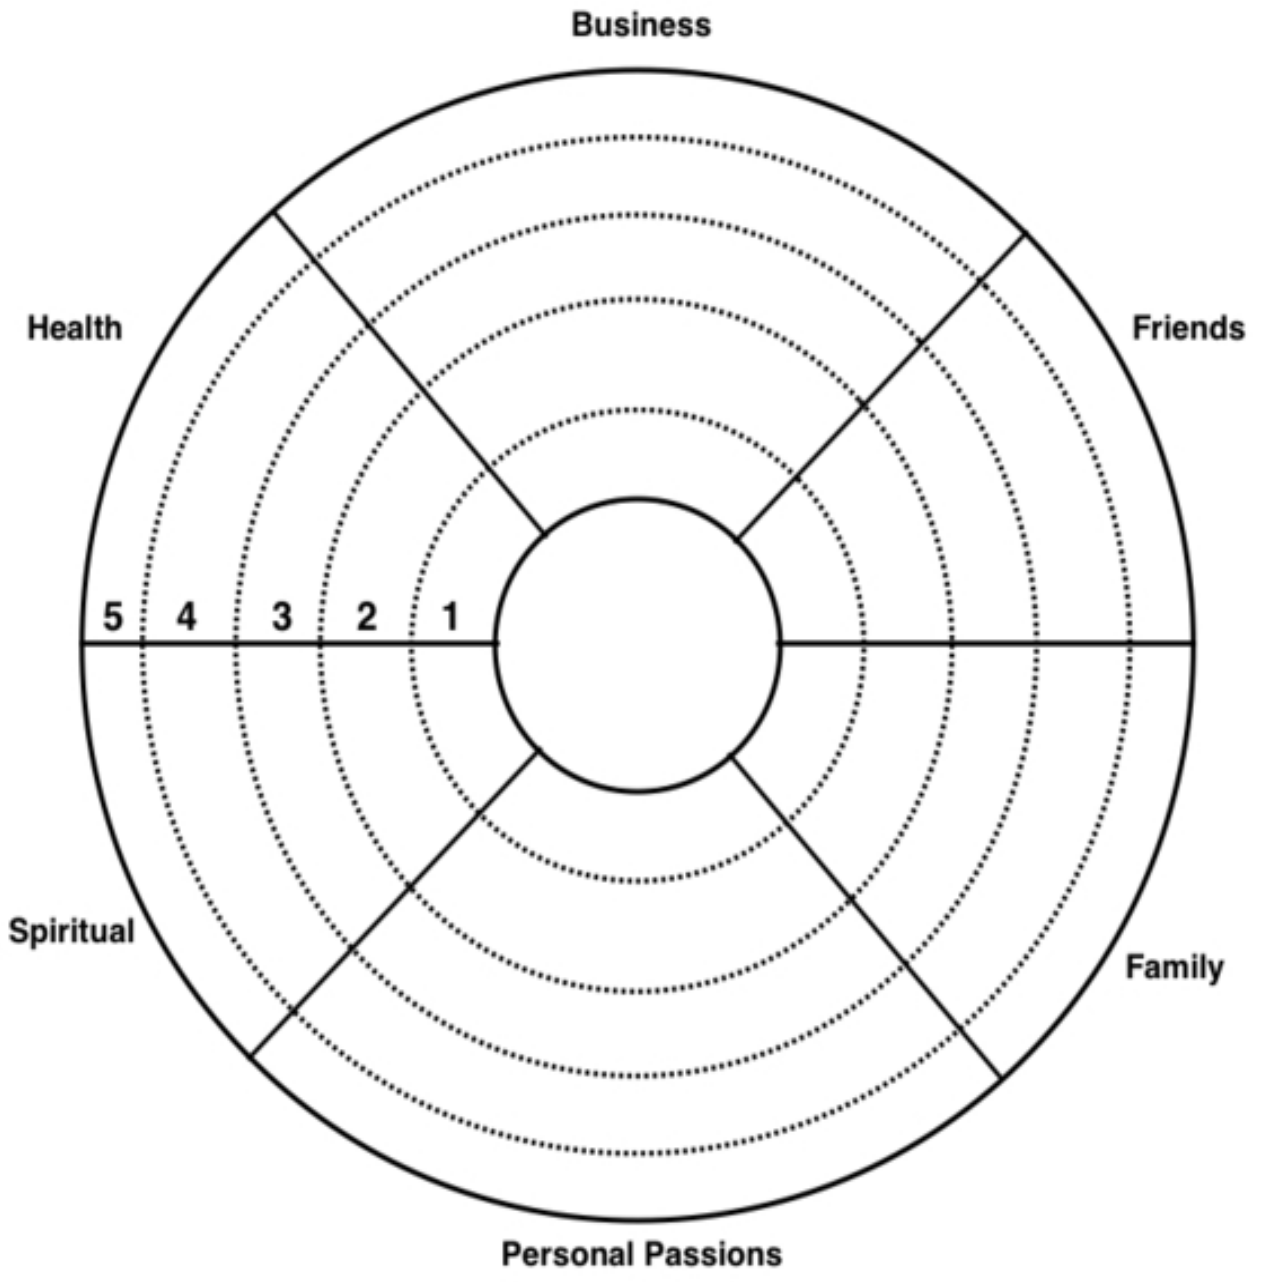 Business
Health
Friends
5 4 3 2 1
Spiritual
Family
Personal Passions